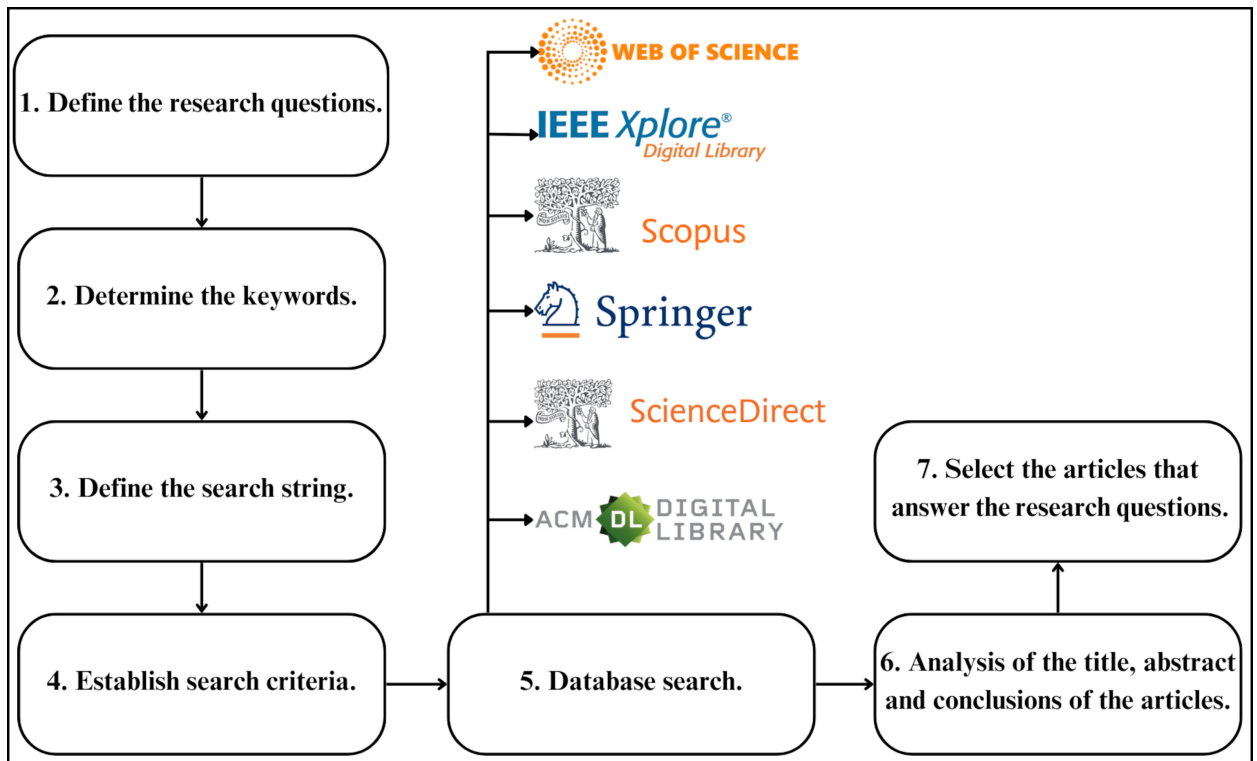 1. Define the research questions.
2. Determine the keywords.
3. Define the search string.
4. Establish search criteria.
5. Database search.
WEB OF SCIENCE
IEEE Xplore®
Digital Library
Scopus
Springer
ScienceDirect
ACM DL DIGITAL
LIBRARY
6. Analysis of the title, abstract
and conclusions of the articles.
7. Select the articles that
answer the research questions.